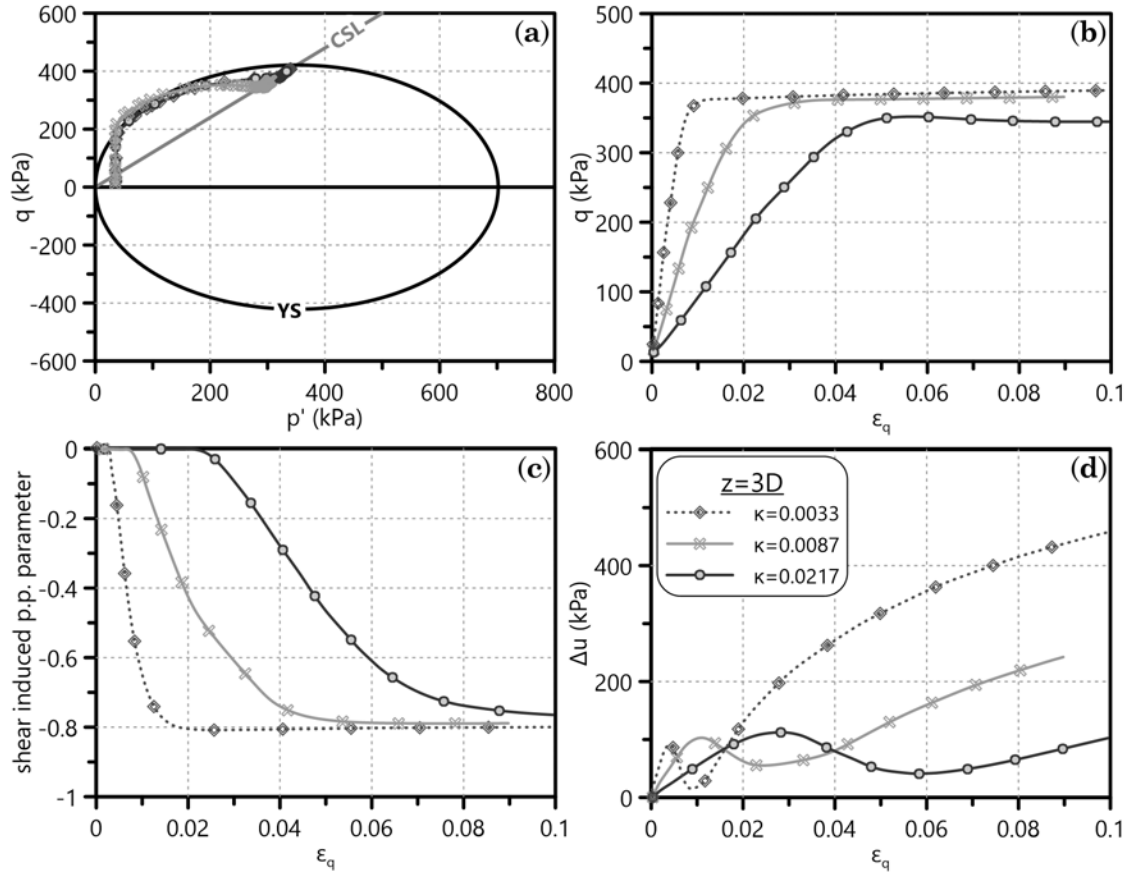 600
400
200
0
-200
-400
-600
q (kPa)
CSL
(a)
YS
0
200
400
600
800
p' (kPa)
500
400
300
200
100
0
q (kPa)
(b)
0
0.02
0.04
0.06
0.08
0.1
εq
0
-0.2
-0.4
-0.6
-0.8
-1
shear induced p.p. parameter
(c)
0
0.02
0.04
0.06
0.08
0.1
εq
600
400
200
0
Δu (kPa)
(d)
z=3D
κ=0.0033
κ=0.0087
κ=0.0217
0
0.02
0.04
0.06
0.08
0.1
εq